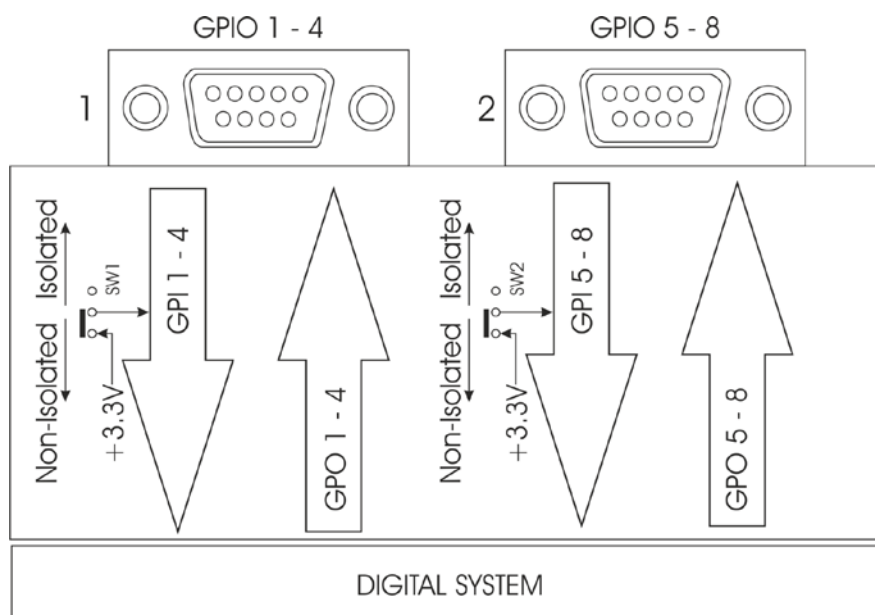 GPIO 1 - 4
GPIO 5 - 8
1
2
Isolated
Non-Isolated
SW1
+3.3V
GPI 1 - 4
GPO 1 - 4
Isolated
Non-Isolated
SW2
+3.3V
GPI 5 - 8
GPO 5 - 8
DIGITAL SYSTEM